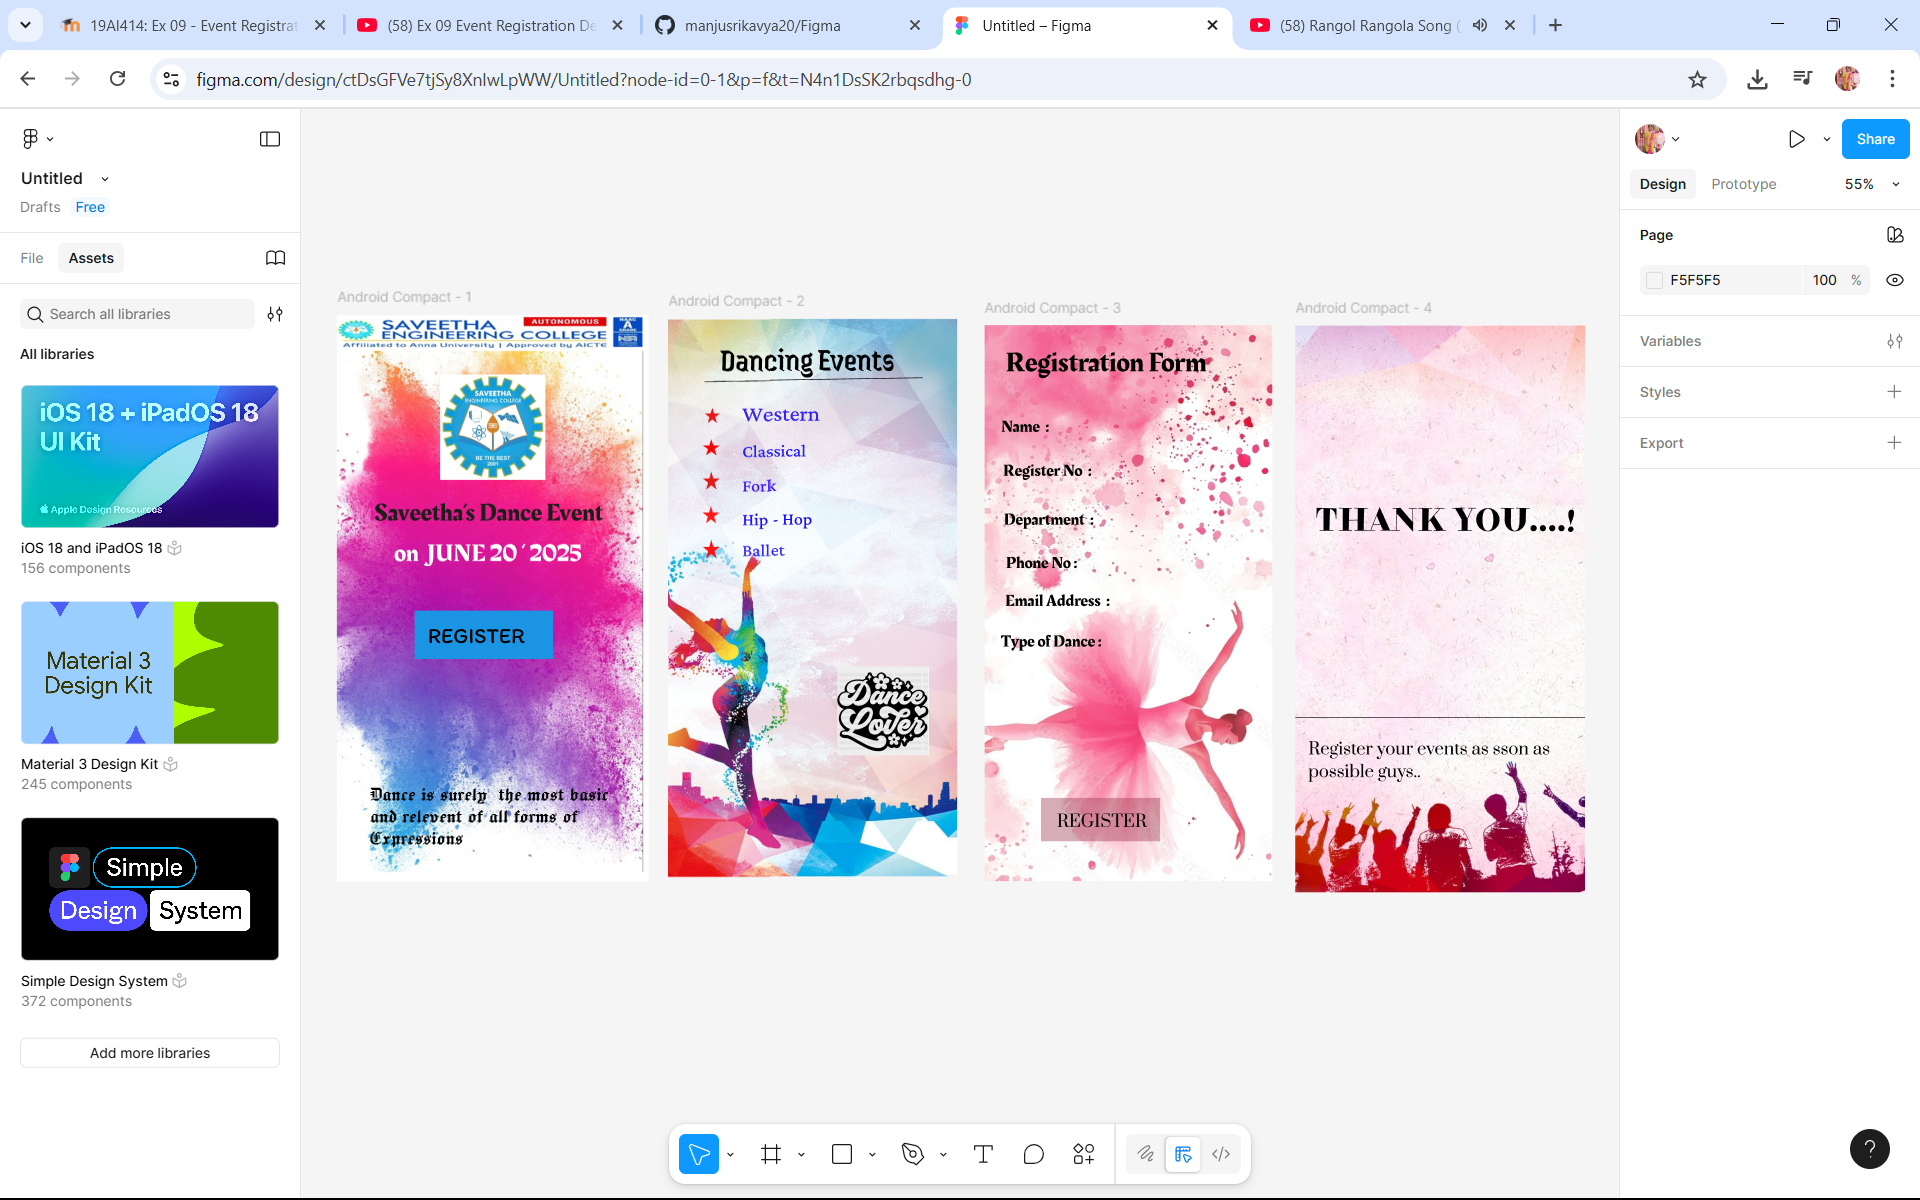 19AI414: Ex 09 - Event Registrat
(58) Ex 09 Event Registration De
manjusrikavya20/Figma
Untitled – Figma
(58) Rangol Rangola Song (
figma.com/design/ctDsGFVe7tjSy8XnIwLpWW/Untitled?node-id=0-1&p=f&t=N4n1DsSK2rbqsdhg-0
Untitled
Drafts Free
File Assets
Search all libraries
All libraries
iOS 18 + iPadOS 18
UI Kit
Apple Design Resources
iOS 18 and iPadOS 18
156 components
Material 3
Design Kit
Material 3 Design Kit
245 components
Simple
Design System
Simple Design System
372 components
Add more libraries
Android Compact - 1
SAVEETHA
ENGINEERING COLLEGE
AUTONOMOUS
NAAC
A
GRADE
Affiliated to Anna University | Approved by AICTE
SAVEETHA
ENGINEERING COLLEGE
BE THE BEST
2001
Saveetha's Dance Event
on JUNE 20 ' 2025
REGISTER
Dance is surely the most basic
and relevent of all forms of
Expressions
Android Compact - 2
Dancing Events
Western
Classical
Fork
Hip - Hop
Ballet
Dance
Lover
Android Compact - 3
Registration Form
Name :
Register No :
Department :
Phone No :
Email Address :
Type of Dance :
REGISTER
Android Compact - 4
THANK YOU....!
Register your events as sson as
possible guys..
Share
Design Prototype 55%
Page
F5F5F5 100 %
Variables
Styles
Export
?